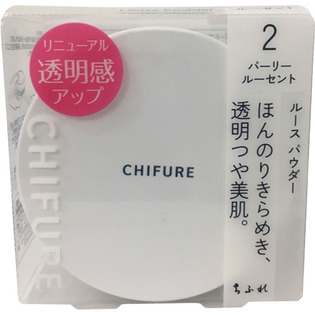 リニューアル
透明感
アップ
2
パーリー
ルーセント
ルース パウダー
ほんのりきらめき、
透明つや美肌。
ちふれ
CHIFURE
CHIFURE